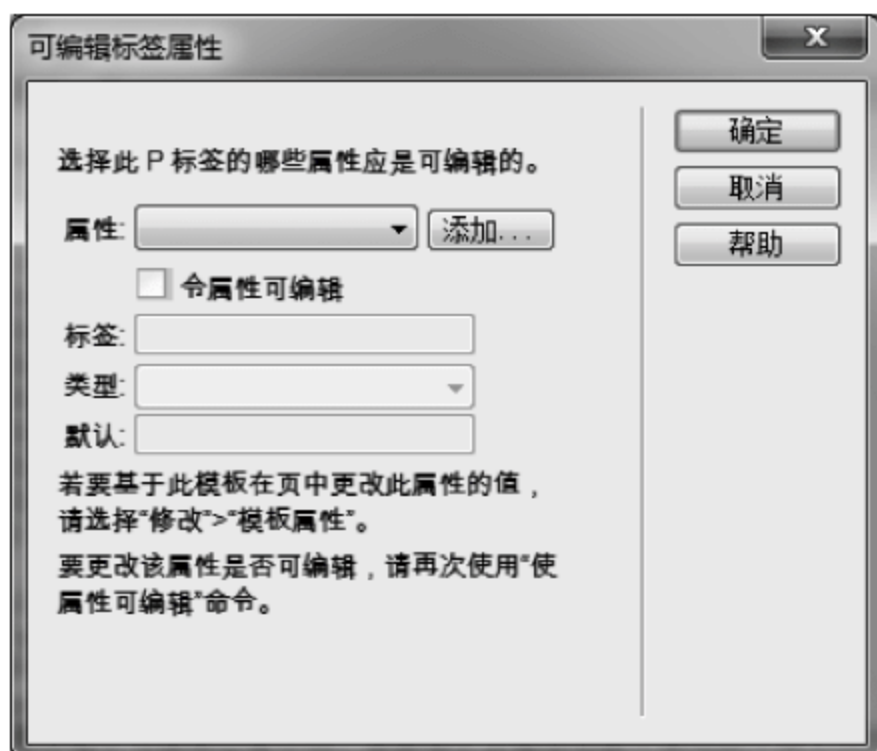 可编辑标签属性
选择此 P 标签的哪些属性应是可编辑的。
属性:
添加...
令属性可编辑
标签:
类型:
默认:
若要基于此模板在页中更改此属性的值，
请选择“修改”>“模板属性”。
要更改该属性是否可编辑，请再次使用“使
属性可编辑”命令。
确定
取消
帮助